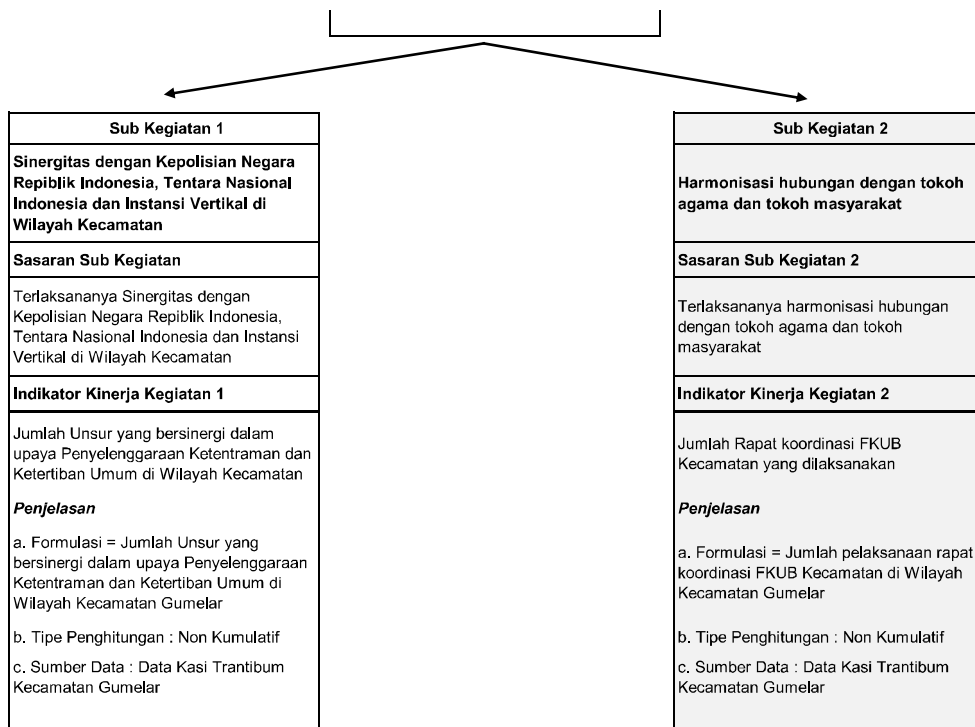 Sub Kegiatan 1
Sinergitas dengan Kepolisian Negara
Repiblik Indonesia, Tentara Nasional
Indonesia dan Instansi Vertikal di
Wilayah Kecamatan
Sasaran Sub Kegiatan
Terlaksananya Sinergitas dengan
Kepolisian Negara Repiblik Indonesia,
Tentara Nasional Indonesia dan Instansi
Vertikal di Wilayah Kecamatan
Indikator Kinerja Kegiatan 1
Jumlah Unsur yang bersinergi dalam
upaya Penyelenggaraan Ketentraman dan
Ketertiban Umum di Wilayah Kecamatan
Penjelasan
a. Formulasi = Jumlah Unsur yang
bersinergi dalam upaya Penyelenggaraan
Ketentraman dan Ketertiban Umum di
Wilayah Kecamatan Gumelar
b. Tipe Penghitungan : Non Kumulatif
c. Sumber Data : Data Kasi Trantibum
Kecamatan Gumelar
Sub Kegiatan 2
Harmonisasi hubungan dengan tokoh
agama dan tokoh masyarakat
Sasaran Sub Kegiatan 2
Terlaksananya harmonisasi hubungan
dengan tokoh agama dan tokoh
masyarakat
Indikator Kinerja Kegiatan 2
Jumlah Rapat koordinasi FKUB
Kecamatan yang dilaksanakan
Penjelasan
a. Formulasi = Jumlah pelaksanaan rapat
koordinasi FKUB Kecamatan di Wilayah
Kecamatan Gumelar
b. Tipe Penghitungan : Non Kumulatif
c. Sumber Data : Data Kasi Trantibum
Kecamatan Gumelar